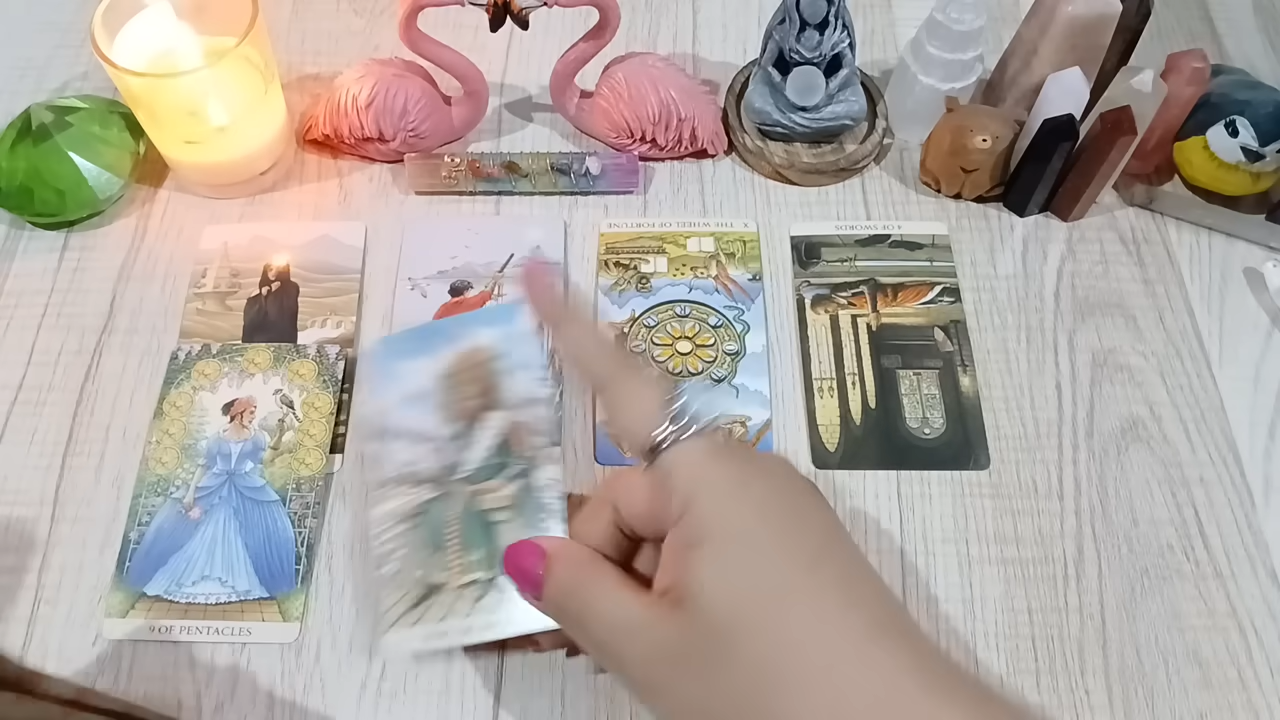 X THE WHEEL OF FORTUNE
4 OF SWORDS
9 OF PENTACLES